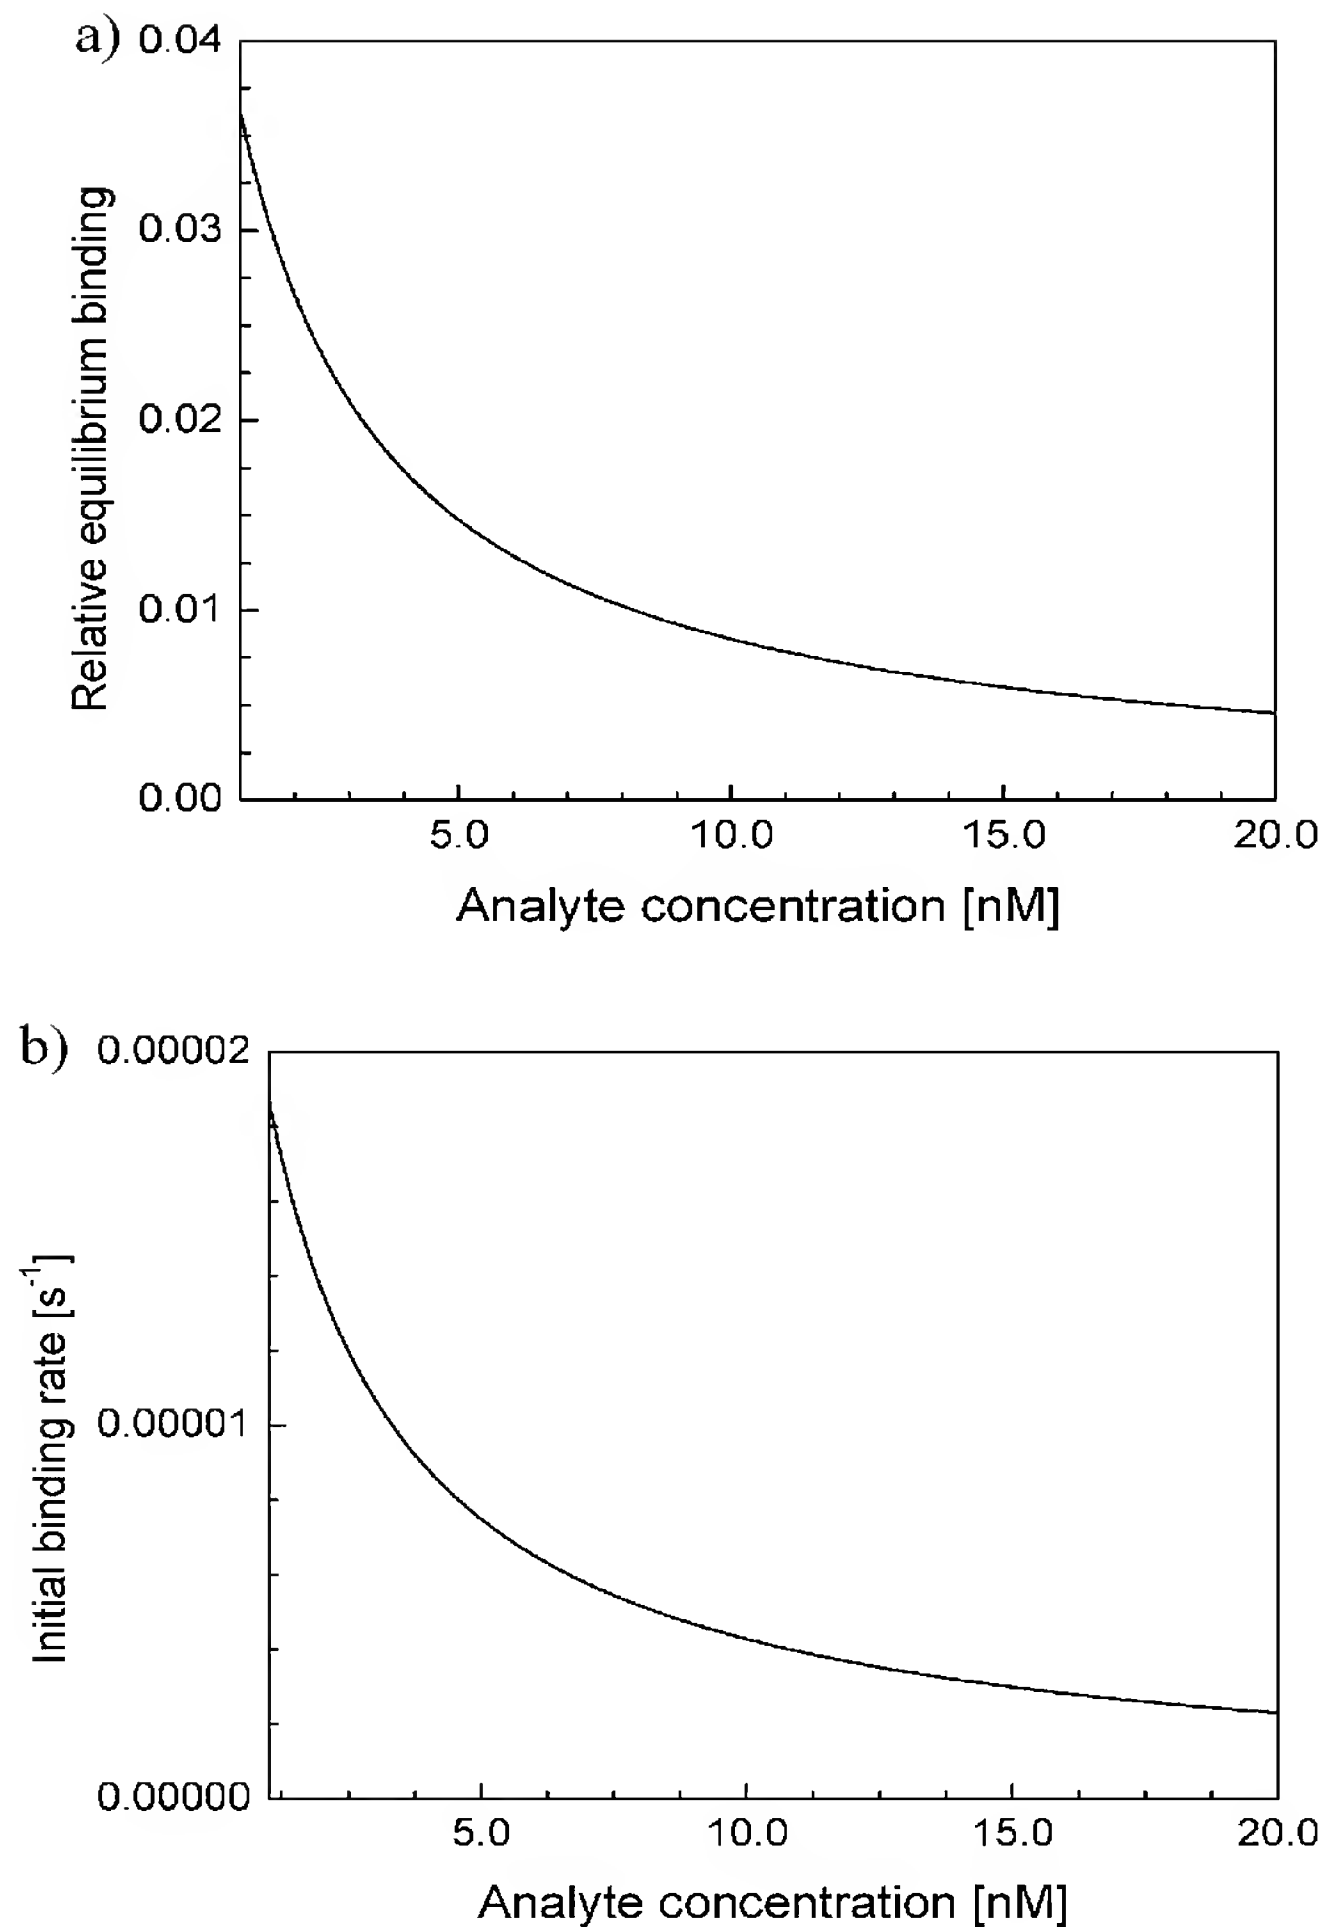 a)
0.04
0.03
0.02
0.01
0.00
Relative equilibrium binding
5.0 10.0 15.0 20.0
Analyte concentration [nM]
b)
0.00002
0.00001
0.00000
Initial binding rate [s⁻¹]
5.0 10.0 15.0 20.0
Analyte concentration [nM]